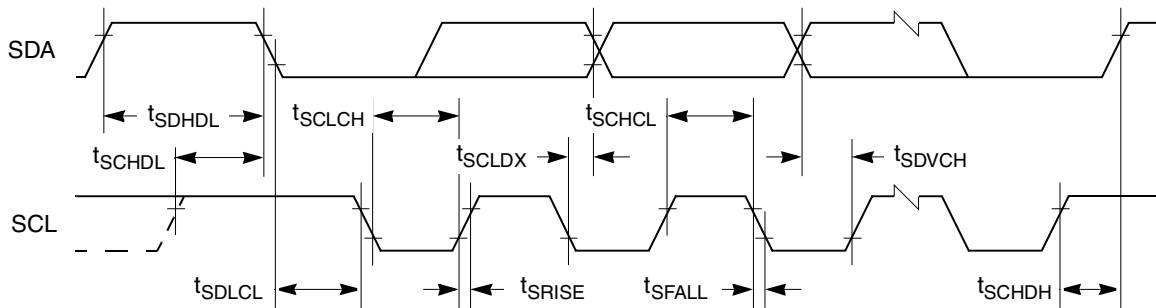 SDA
tSDHDL
tSCLCH
tSCHCL
tSCHDL
tSCLDX
tSDVCH
SCL
tSDLCL
tSRISE
tSFALL
tSCHDH